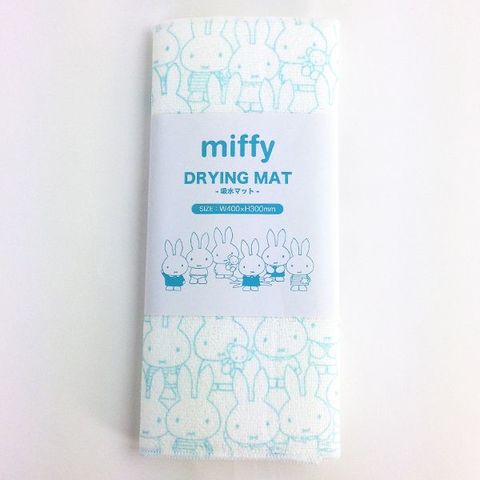 miffy
DRYING MAT
- 吸水マット -
SIZE : W400×H300mm